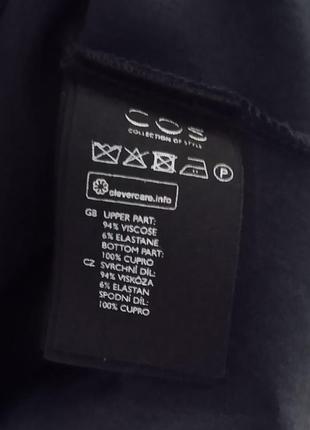 COS
COLLECTION OF STYLE
P
clevercare.info
GB UPPER PART:
94% VISCOSE
6% ELASTANE
BOTTOM PART:
100% CUPRO
CZ SVRCHNÍ DÍL:
94% VISKÓZA
6% ELASTAN
SPODNÍ DÍL:
100% CUPRO